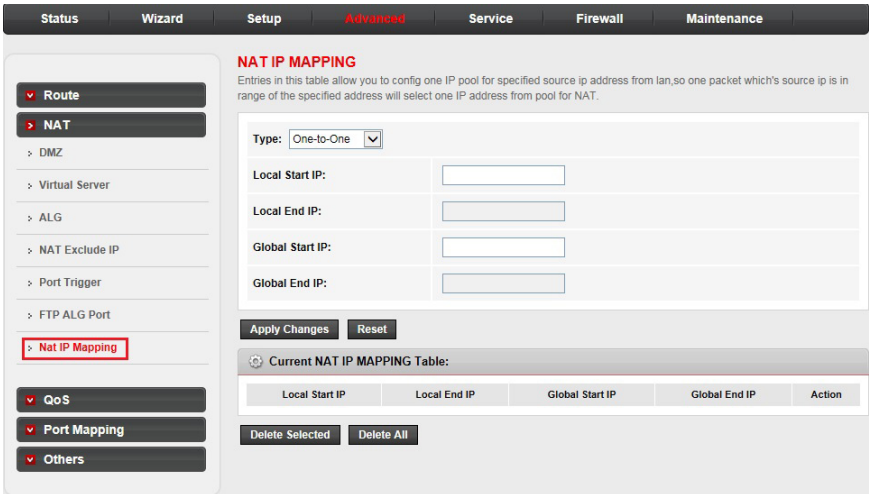 Status Wizard Setup Advanced Service Firewall Maintenance
Route
NAT
DMZ
Virtual Server
ALG
NAT Exclude IP
Port Trigger
FTP ALG Port
Nat IP Mapping
QoS
Port Mapping
Others
NAT IP MAPPING
Entries in this table allow you to config one IP pool for specified source ip address from lan,so one packet which's source ip is in
range of the specified address will select one IP address from pool for NAT.
Type: One-to-One
Local Start IP:
Local End IP:
Global Start IP:
Global End IP:
Apply Changes Reset
Current NAT IP MAPPING Table:
Local Start IP Local End IP Global Start IP Global End IP Action
Delete Selected Delete All